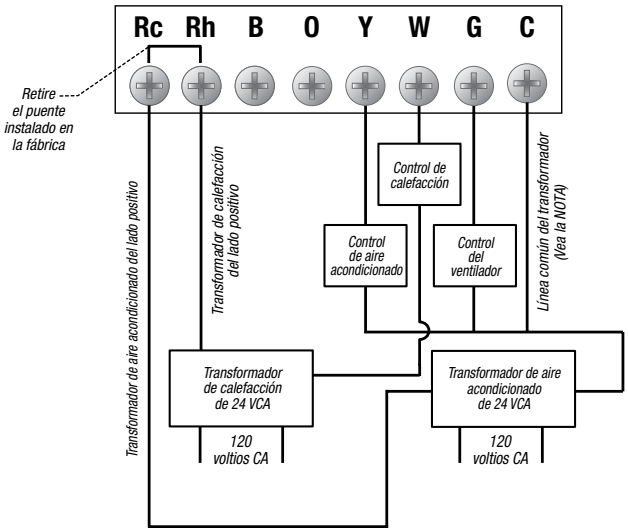 Rc Rh B O Y W G C
Retire
el puente
instalado en
la fábrica
Transformador de aire acondicionado del lado positivo
Transformador de calefacción
del lado positivo
Control de
calefacción
Control
de aire
acondicionado
Control
del
ventilador
Línea común del transformador
(Vea la NOTA)
Transformador
de calefacción
de 24 VCA
Transformador de aire
acondicionado
de 24 VCA
120
voltios CA
120
voltios CA